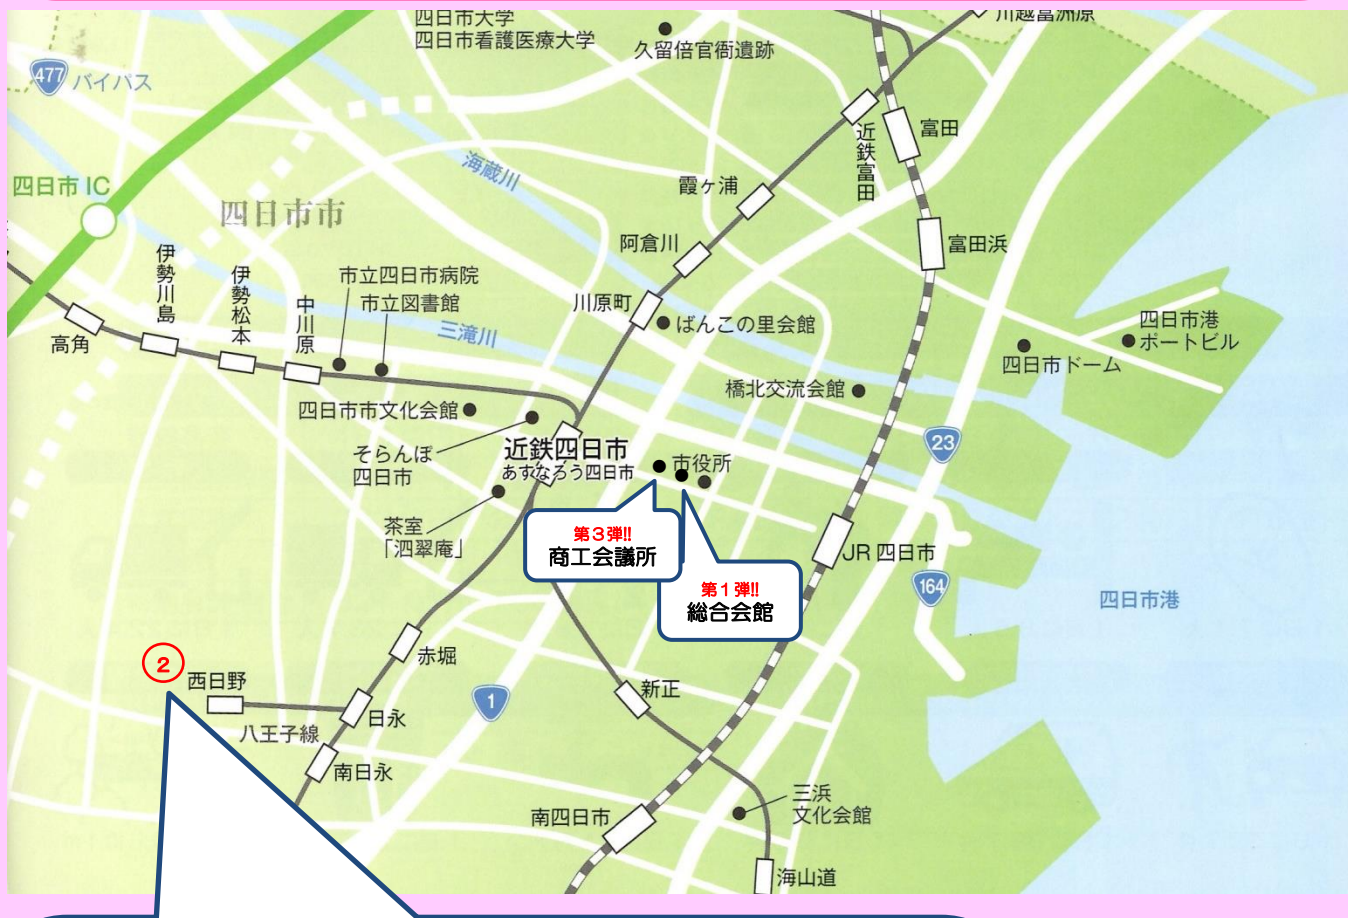 四日市大学
四日市看護医療大学
久留倍官衙遺跡
川越富洲原
477
バイパス
近鉄富田
富田
海蔵川
霞ヶ浦
四日市 IC
四日市市
阿倉川
富田浜
伊勢川島
伊勢松本
中川原
市立四日市病院
市立図書館
川原町
ばんこの里会館
三滝川
高角
四日市港
ポートビル
四日市ドーム
橋北交流会館
四日市市文化会館
そらんぽ
四日市
近鉄四日市
あすなろう四日市
市役所
23
茶室
「泗翠庵」
第３弾!!
商工会議所
第１弾!!
総合会館
JR 四日市
164
四日市港
赤堀
②
西日野
日永
八王子線
南日永
1
新正
三浜
文化会館
南四日市
海山道